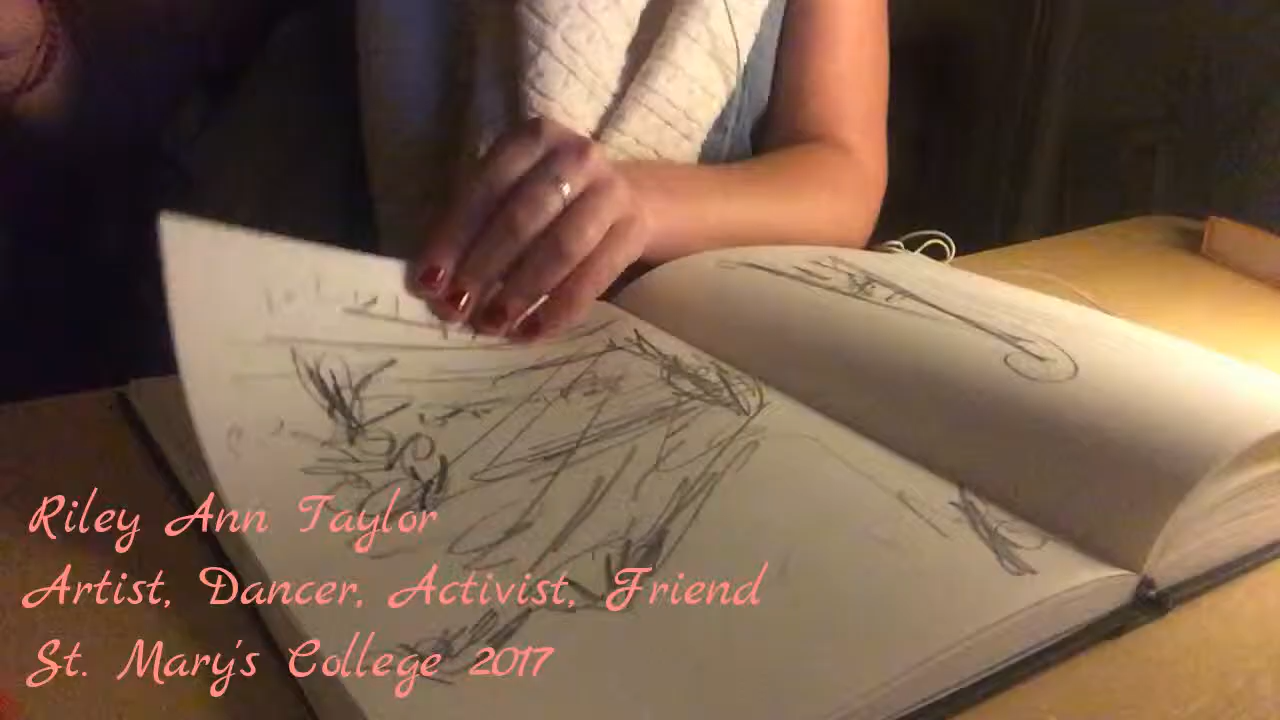 Riley Ann Taylor
Artist, Dancer, Activist, Friend
St. Mary's College 2017